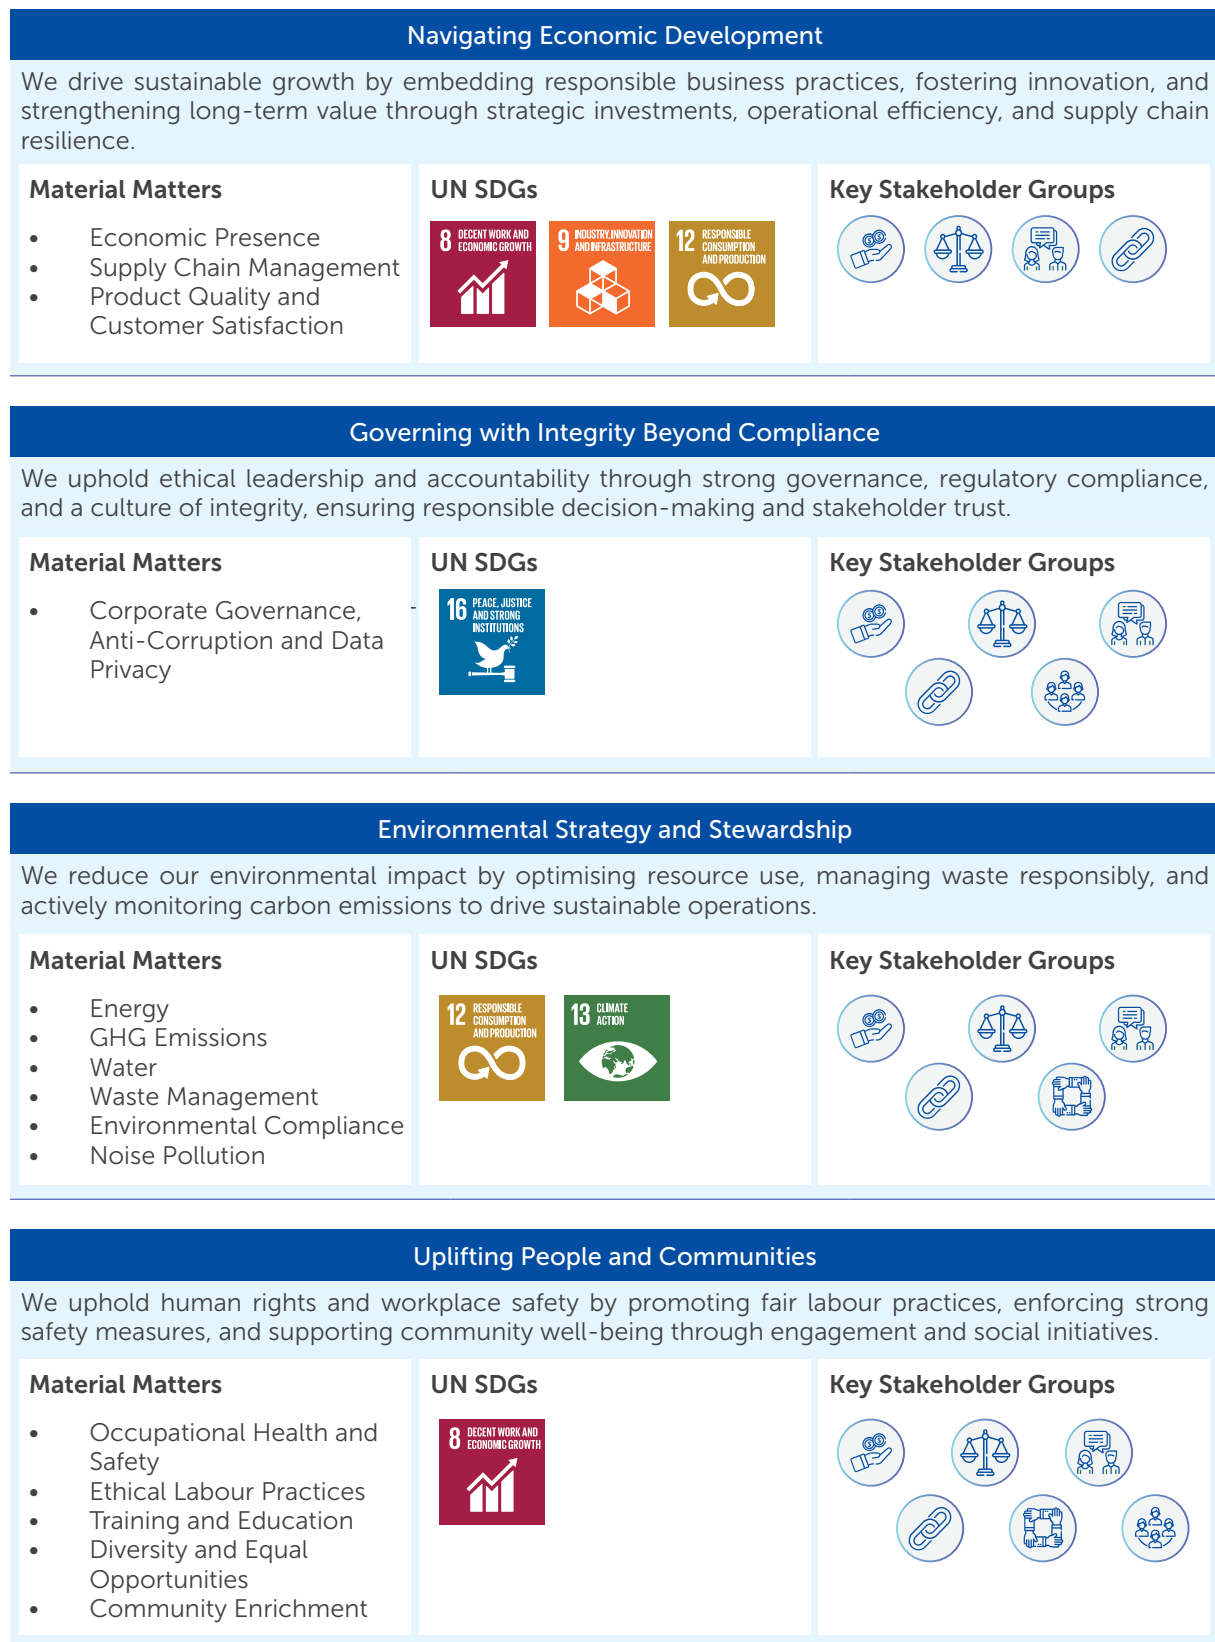 Navigating Economic Development
We drive sustainable growth by embedding responsible business practices, fostering innovation, and
strengthening long-term value through strategic investments, operational efficiency, and supply chain
resilience.
Material Matters
• Economic Presence
• Supply Chain Management
• Product Quality and
Customer Satisfaction
UN SDGs
8 DECENT WORK AND
ECONOMIC GROWTH
9 INDUSTRY, INNOVATION
AND INFRASTRUCTURE
12 RESPONSIBLE
CONSUMPTION
AND PRODUCTION
Key Stakeholder Groups
Governing with Integrity Beyond Compliance
We uphold ethical leadership and accountability through strong governance, regulatory compliance,
and a culture of integrity, ensuring responsible decision-making and stakeholder trust.
Material Matters
• Corporate Governance,
Anti-Corruption and Data
Privacy
UN SDGs
16 PEACE, JUSTICE
AND STRONG
INSTITUTIONS
Key Stakeholder Groups
Environmental Strategy and Stewardship
We reduce our environmental impact by optimising resource use, managing waste responsibly, and
actively monitoring carbon emissions to drive sustainable operations.
Material Matters
• Energy
• GHG Emissions
• Water
• Waste Management
• Environmental Compliance
• Noise Pollution
UN SDGs
12 RESPONSIBLE
CONSUMPTION
AND PRODUCTION
13 CLIMATE
ACTION
Key Stakeholder Groups
Uplifting People and Communities
We uphold human rights and workplace safety by promoting fair labour practices, enforcing strong
safety measures, and supporting community well-being through engagement and social initiatives.
Material Matters
• Occupational Health and
Safety
• Ethical Labour Practices
• Training and Education
• Diversity and Equal
Opportunities
• Community Enrichment
UN SDGs
8 DECENT WORK AND
ECONOMIC GROWTH
Key Stakeholder Groups